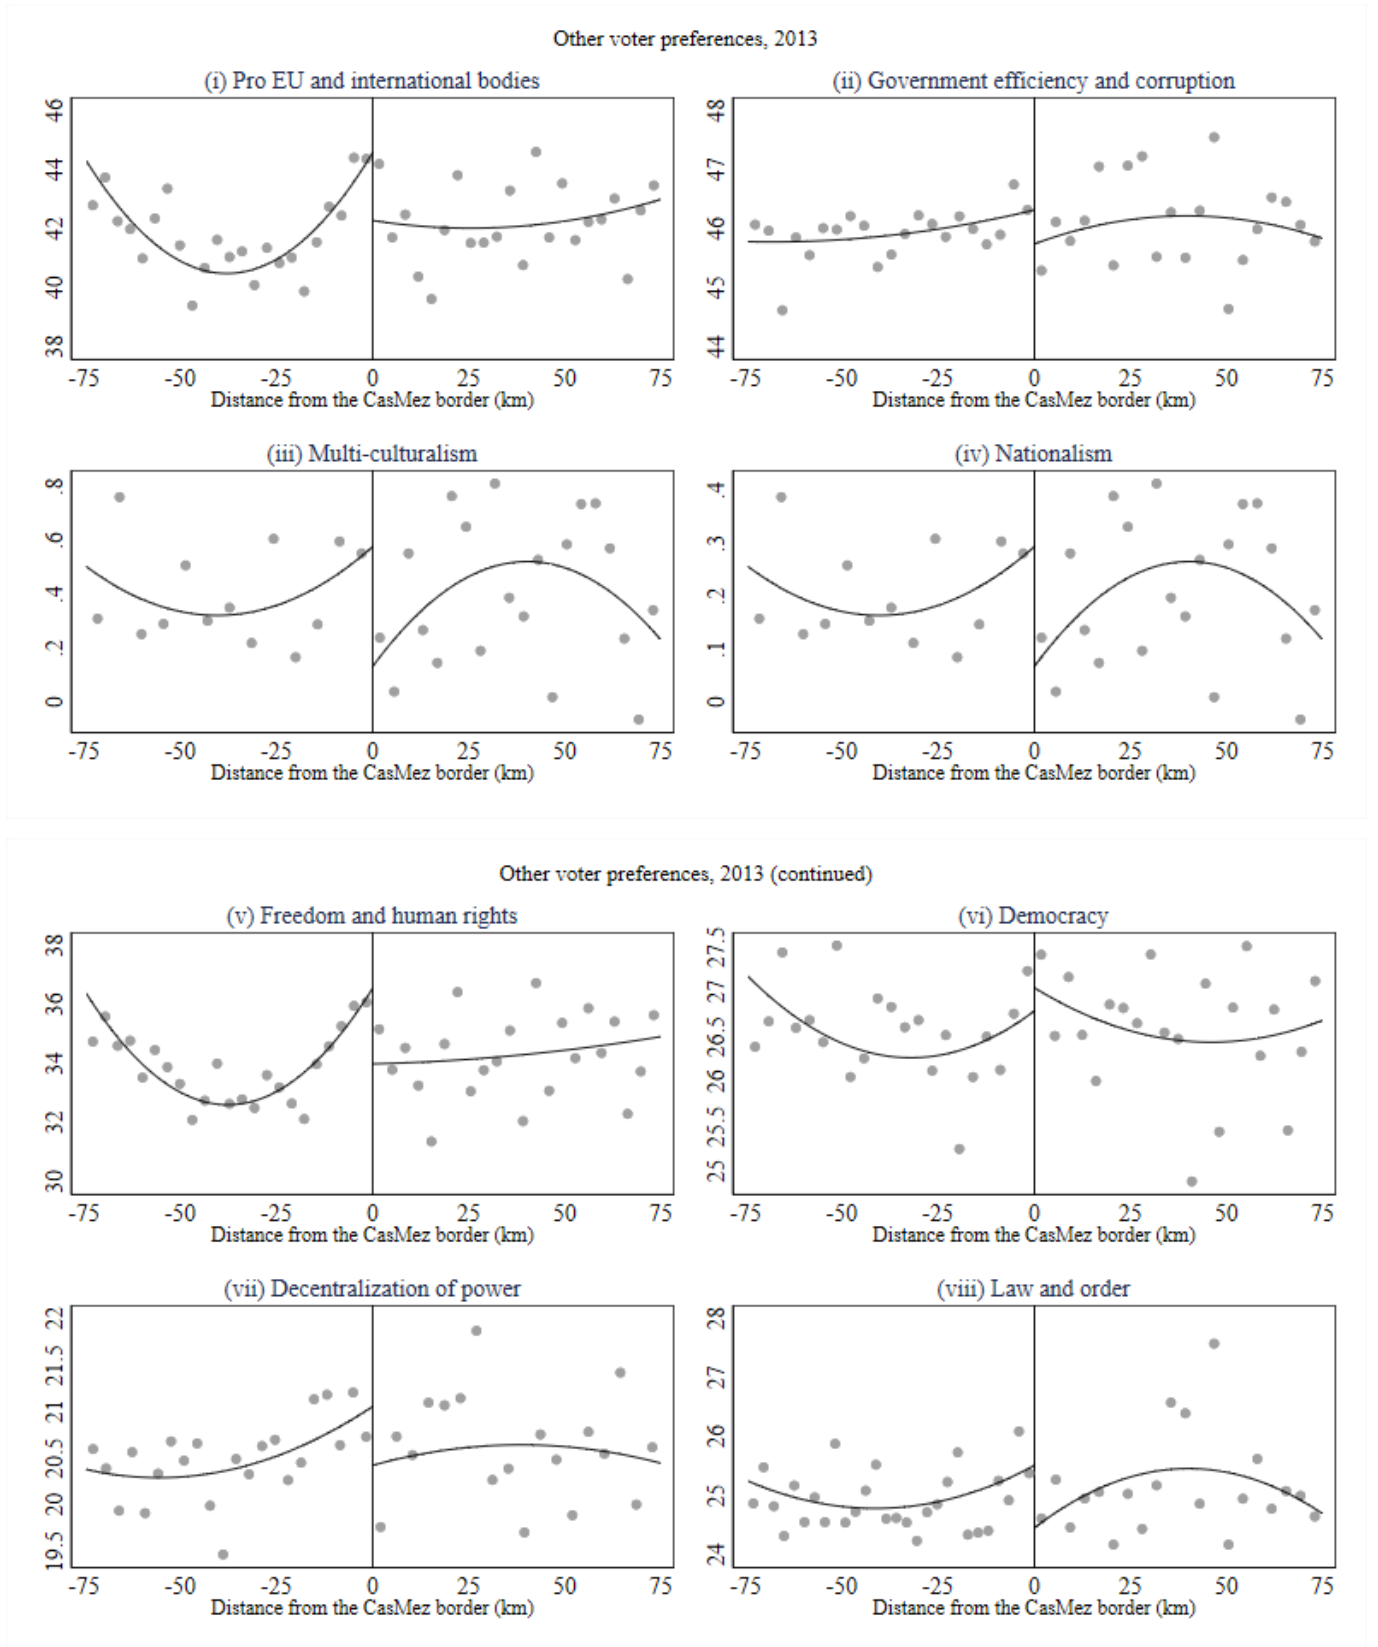 Other voter preferences, 2013
(i) Pro EU and international bodies
46
44
42
40
38
-75 -50 -25 0 25 50 75
Distance from the CasMez border (km)
(ii) Government efficiency and corruption
48
47
46
45
44
-75 -50 -25 0 25 50 75
Distance from the CasMez border (km)
(iii) Multi-culturalism
.8
.6
.4
.2
0
-75 -50 -25 0 25 50 75
Distance from the CasMez border (km)
(iv) Nationalism
.4
.3
.2
.1
0
-75 -50 -25 0 25 50 75
Distance from the CasMez border (km)
Other voter preferences, 2013 (continued)
(v) Freedom and human rights
38
36
34
32
30
-75 -50 -25 0 25 50 75
Distance from the CasMez border (km)
(vi) Democracy
27.5
27
26.5
26
25.5
25
-75 -50 -25 0 25 50 75
Distance from the CasMez border (km)
(vii) Decentralization of power
22
21.5
21
20.5
20
19.5
-75 -50 -25 0 25 50 75
Distance from the CasMez border (km)
(viii) Law and order
28
27
26
25
24
-75 -50 -25 0 25 50 75
Distance from the CasMez border (km)